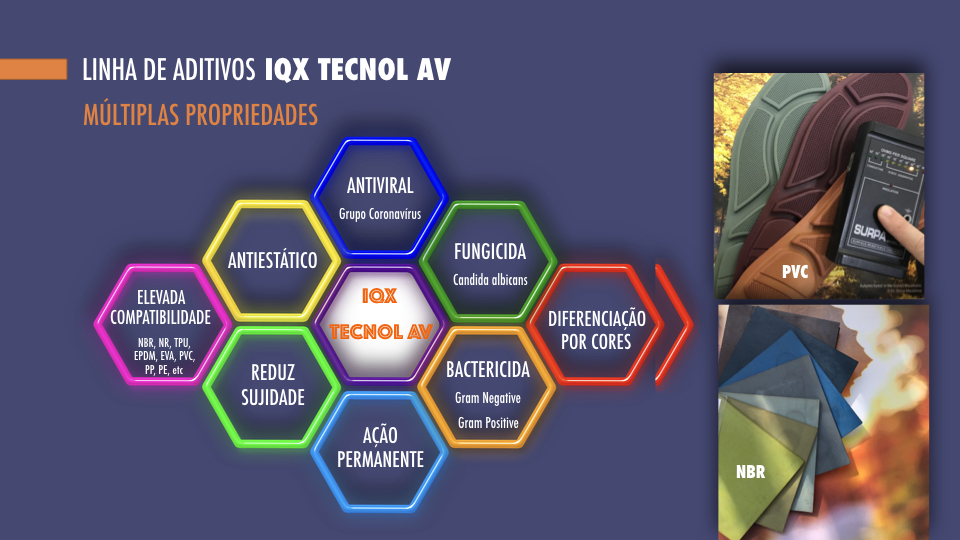 LINHA DE ADITIVOS IQX TECNOL AV
MÚLTIPLAS PROPRIEDADES
ANTIVIRAL
Grupo Coronavírus
ANTIESTÁTICO
FUNGICIDA
Candida albicans
ELEVADA
COMPATIBILIDADE
NBR, NR, TPU,
EPDM, EVA, PVC,
PP, PE, etc
IQX
TECNOL AV
DIFERENCIAÇÃO
POR CORES
REDUZ
SUJIDADE
BACTERICIDA
Gram Negative
Gram Positive
AÇÃO
PERMANENTE
SURPA
PVC
NBR